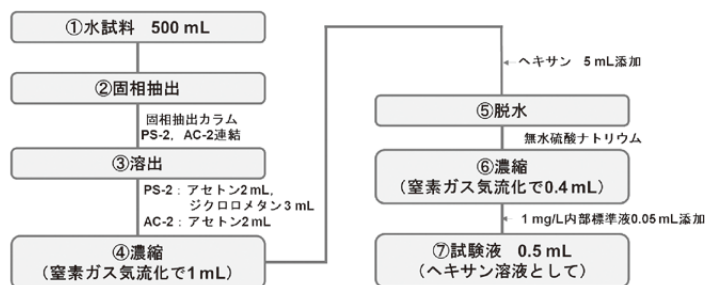 ①水試料 500 mL
②固相抽出
固相抽出カラム
PS-2，AC-2連結
③溶出
PS-2：アセトン2 mL,
ジクロロメタン3 mL
AC-2：アセトン2 mL
④濃縮
（窒素ガス気流化で1 mL）
ヘキサン 5 mL添加
⑤脱水
無水硫酸ナトリウム
⑥濃縮
（窒素ガス気流化で0.4 mL）
1 mg/L内部標準液0.05 mL添加
⑦試験液 0.5 mL
（ヘキサン溶液として）